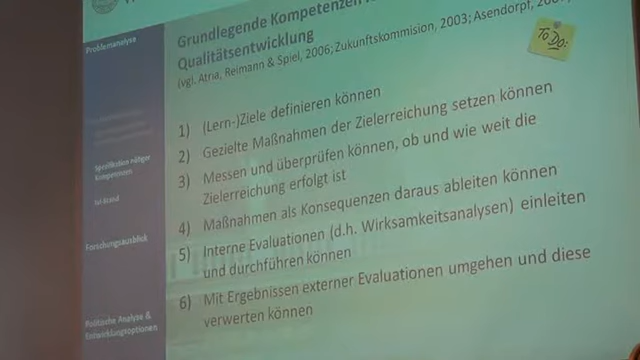 Grundlegende Kompetenzen
Qualitätsentwicklung
(vgl. Atria, Reimann & Spiel, 2006; Zukunftskommision, 2003; Asendorpf,
To Do:
1) (Lern-)Ziele definieren können
2) Gezielte Maßnahmen der Zielerreichung setzen können
3) Messen und überprüfen können, ob und wie weit die
Zielerreichung erfolgt ist
4) Maßnahmen als Konsequenzen daraus ableiten können
5) Interne Evaluationen (d.h. Wirksamkeitsanalysen) einleiten
und durchführen können
6) Mit Ergebnissen externer Evaluationen umgehen und diese
verwerten können
Problemanalyse
Spezifikation nötiger
Kompetenzen
Ist-Stand
Forschungsausblick
Politische Analyse &
Entwicklungsoptionen